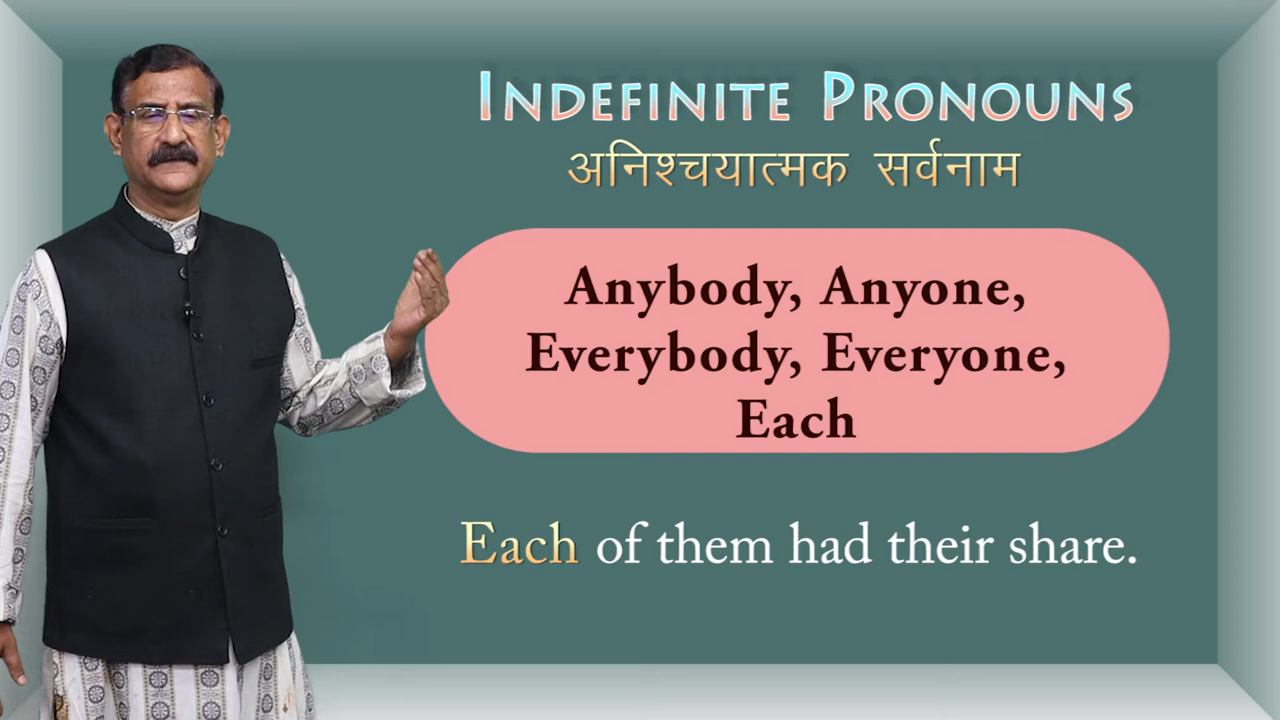 INDEFINITE PRONOUNS
अनिश्चयात्मक सर्वनाम
Anybody, Anyone,
Everybody, Everyone,
Each
Each of them had their share.